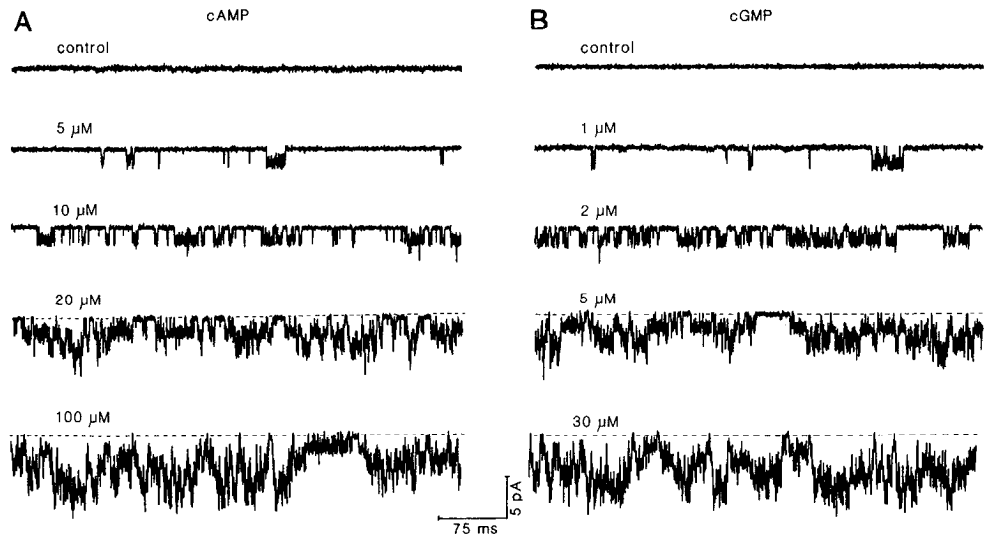 A
cAMP
control
5 µM
10 µM
20 µM
100 µM
B
cGMP
control
1 µM
2 µM
5 µM
30 µM
5 pA
75 ms